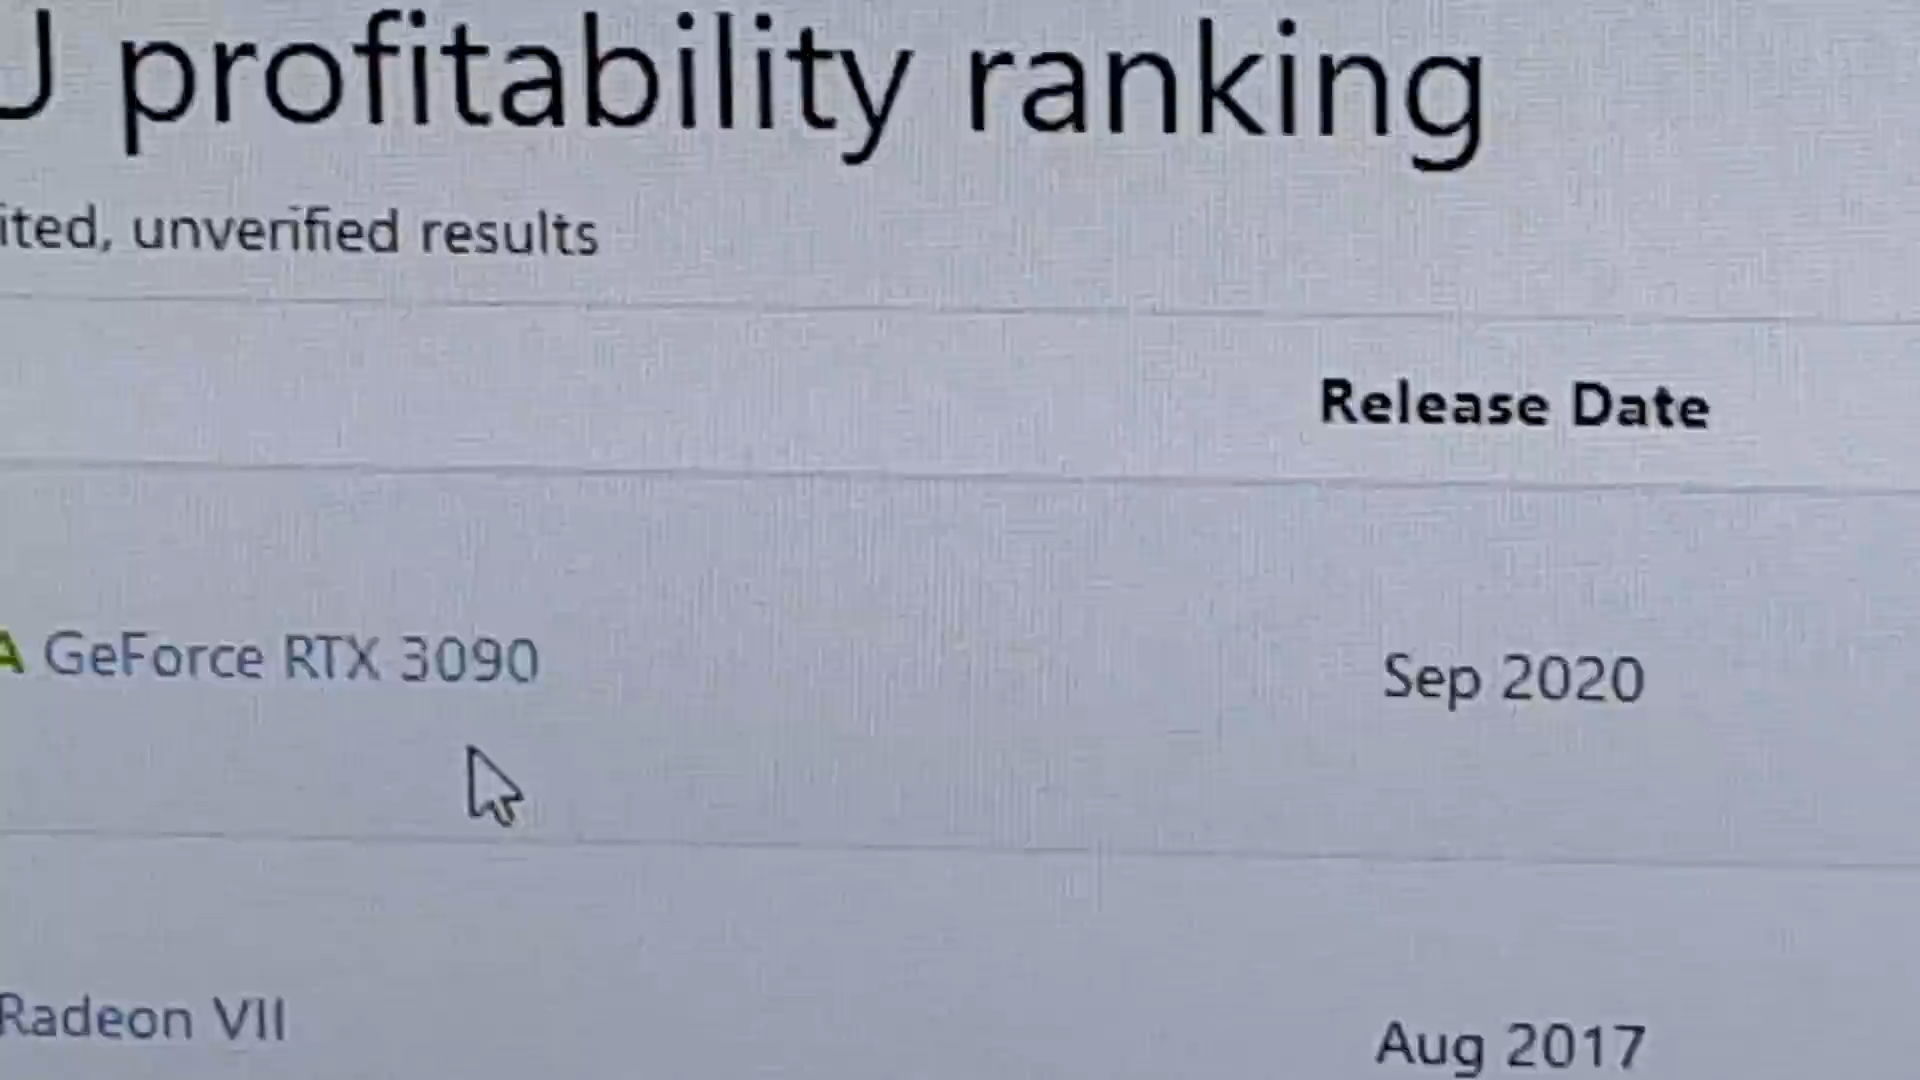 U profitability ranking
ited, unverified results
Release Date
A GeForce RTX 3090 Sep 2020
Radeon VII Aug 2017